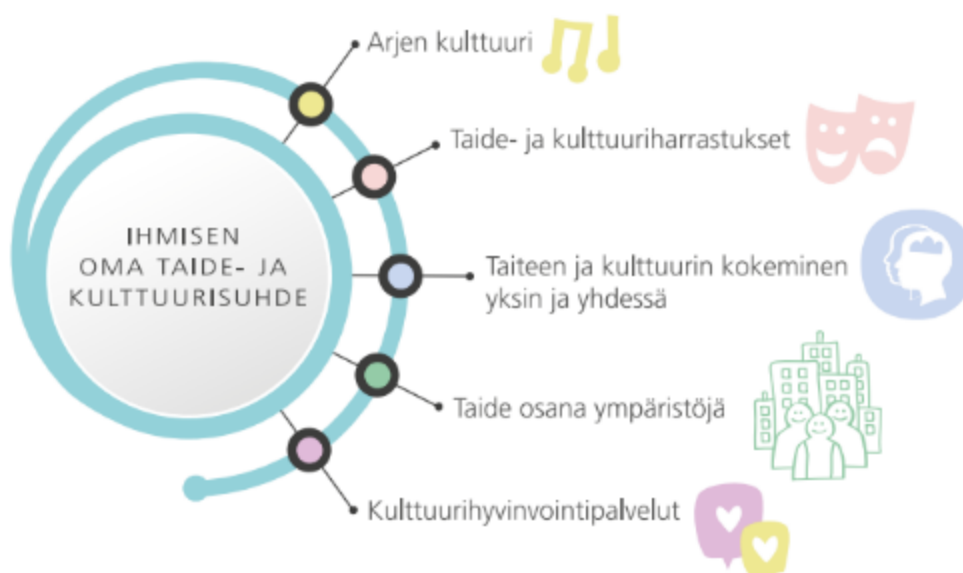 Arjen kulttuuri
Taide- ja kulttuuriharrastukset
IHMISEN
OMA TAIDE- JA
KULTTUURISUHDE
Taiteen ja kulttuurin kokeminen
yksin ja yhdessä
Taide osana ympäristöjä
Kulttuurihyvinvointipalvelut